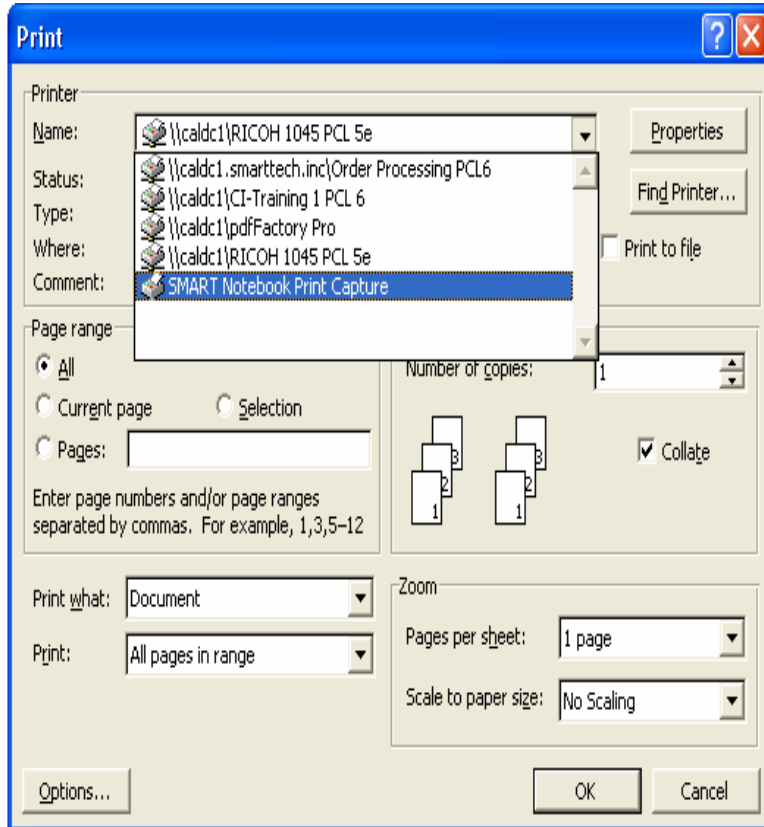 Print
Printer
Name: \\caldc1\RICOH 1045 PCL 5e
Properties
\\caldc1.smarttech.inc\Order Processing PCL6
\\caldc1\CI-Training 1 PCL 6
\\caldc1\pdfFactory Pro
\\caldc1\RICOH 1045 PCL 5e
SMART Notebook Print Capture
Status:
Type:
Where:
Comment:
Find Printer...
Print to file
Page range
All
Current page Selection
Pages:
Enter page numbers and/or page ranges
separated by commas. For example, 1,3,5–12
Number of copies: 1
1 2 3 1 2 3
Collate
Print what: Document
Print: All pages in range
Zoom
Pages per sheet: 1 page
Scale to paper size: No Scaling
Options...
OK
Cancel